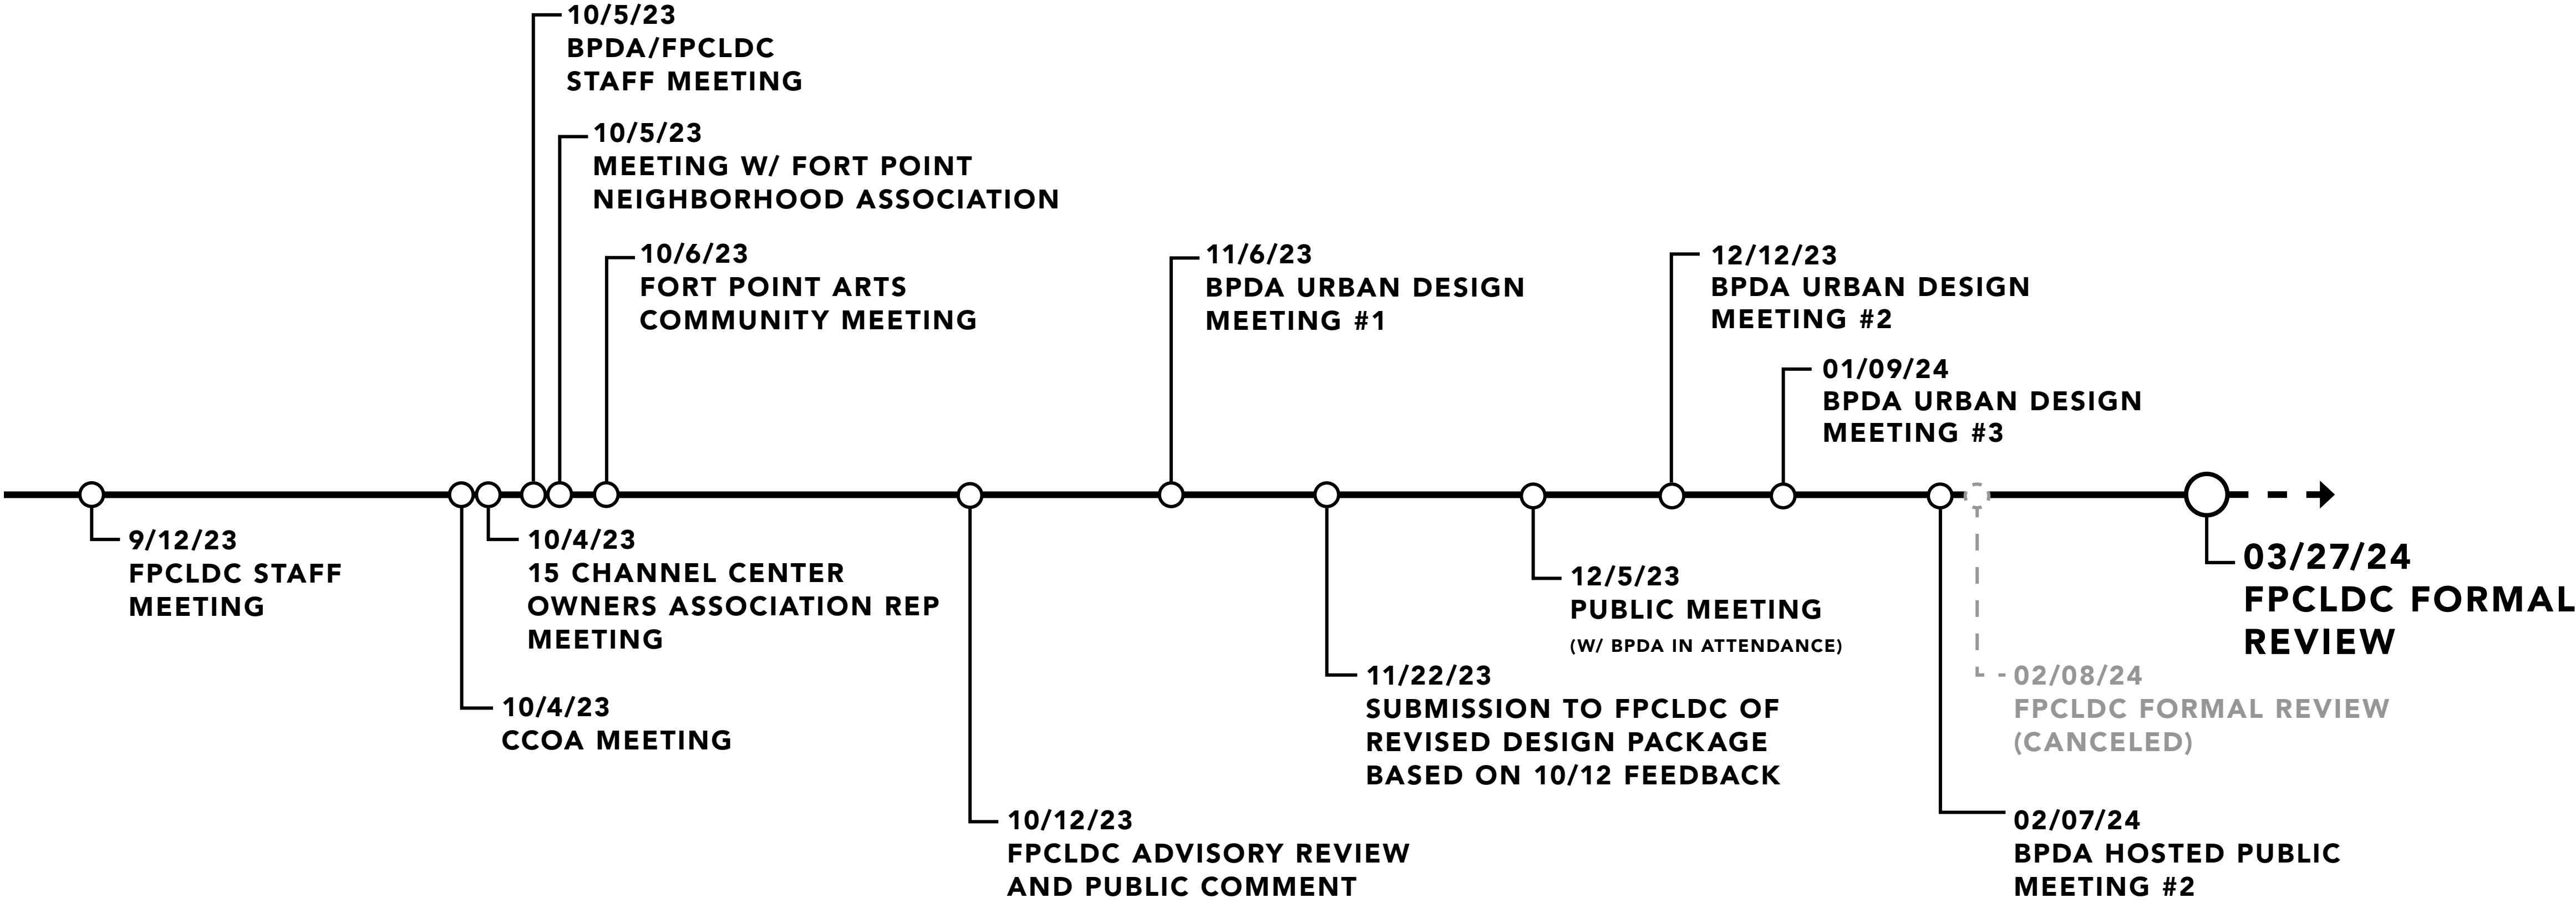 10/5/23
BPDA/FPCLDC
STAFF MEETING
10/5/23
MEETING W/ FORT POINT
NEIGHBORHOOD ASSOCIATION
10/6/23
FORT POINT ARTS
COMMUNITY MEETING
11/6/23
BPDA URBAN DESIGN
MEETING #1
12/12/23
BPDA URBAN DESIGN
MEETING #2
01/09/24
BPDA URBAN DESIGN
MEETING #3
9/12/23
FPCLDC STAFF
MEETING
10/4/23
15 CHANNEL CENTER
OWNERS ASSOCIATION REP
MEETING
10/4/23
CCOA MEETING
10/12/23
FPCLDC ADVISORY REVIEW
AND PUBLIC COMMENT
11/22/23
SUBMISSION TO FPCLDC OF
REVISED DESIGN PACKAGE
BASED ON 10/12 FEEDBACK
12/5/23
PUBLIC MEETING
(W/ BPDA IN ATTENDANCE)
02/07/24
BPDA HOSTED PUBLIC
MEETING #2
02/08/24
FPCLDC FORMAL REVIEW
(CANCELED)
03/27/24
FPCLDC FORMAL
REVIEW